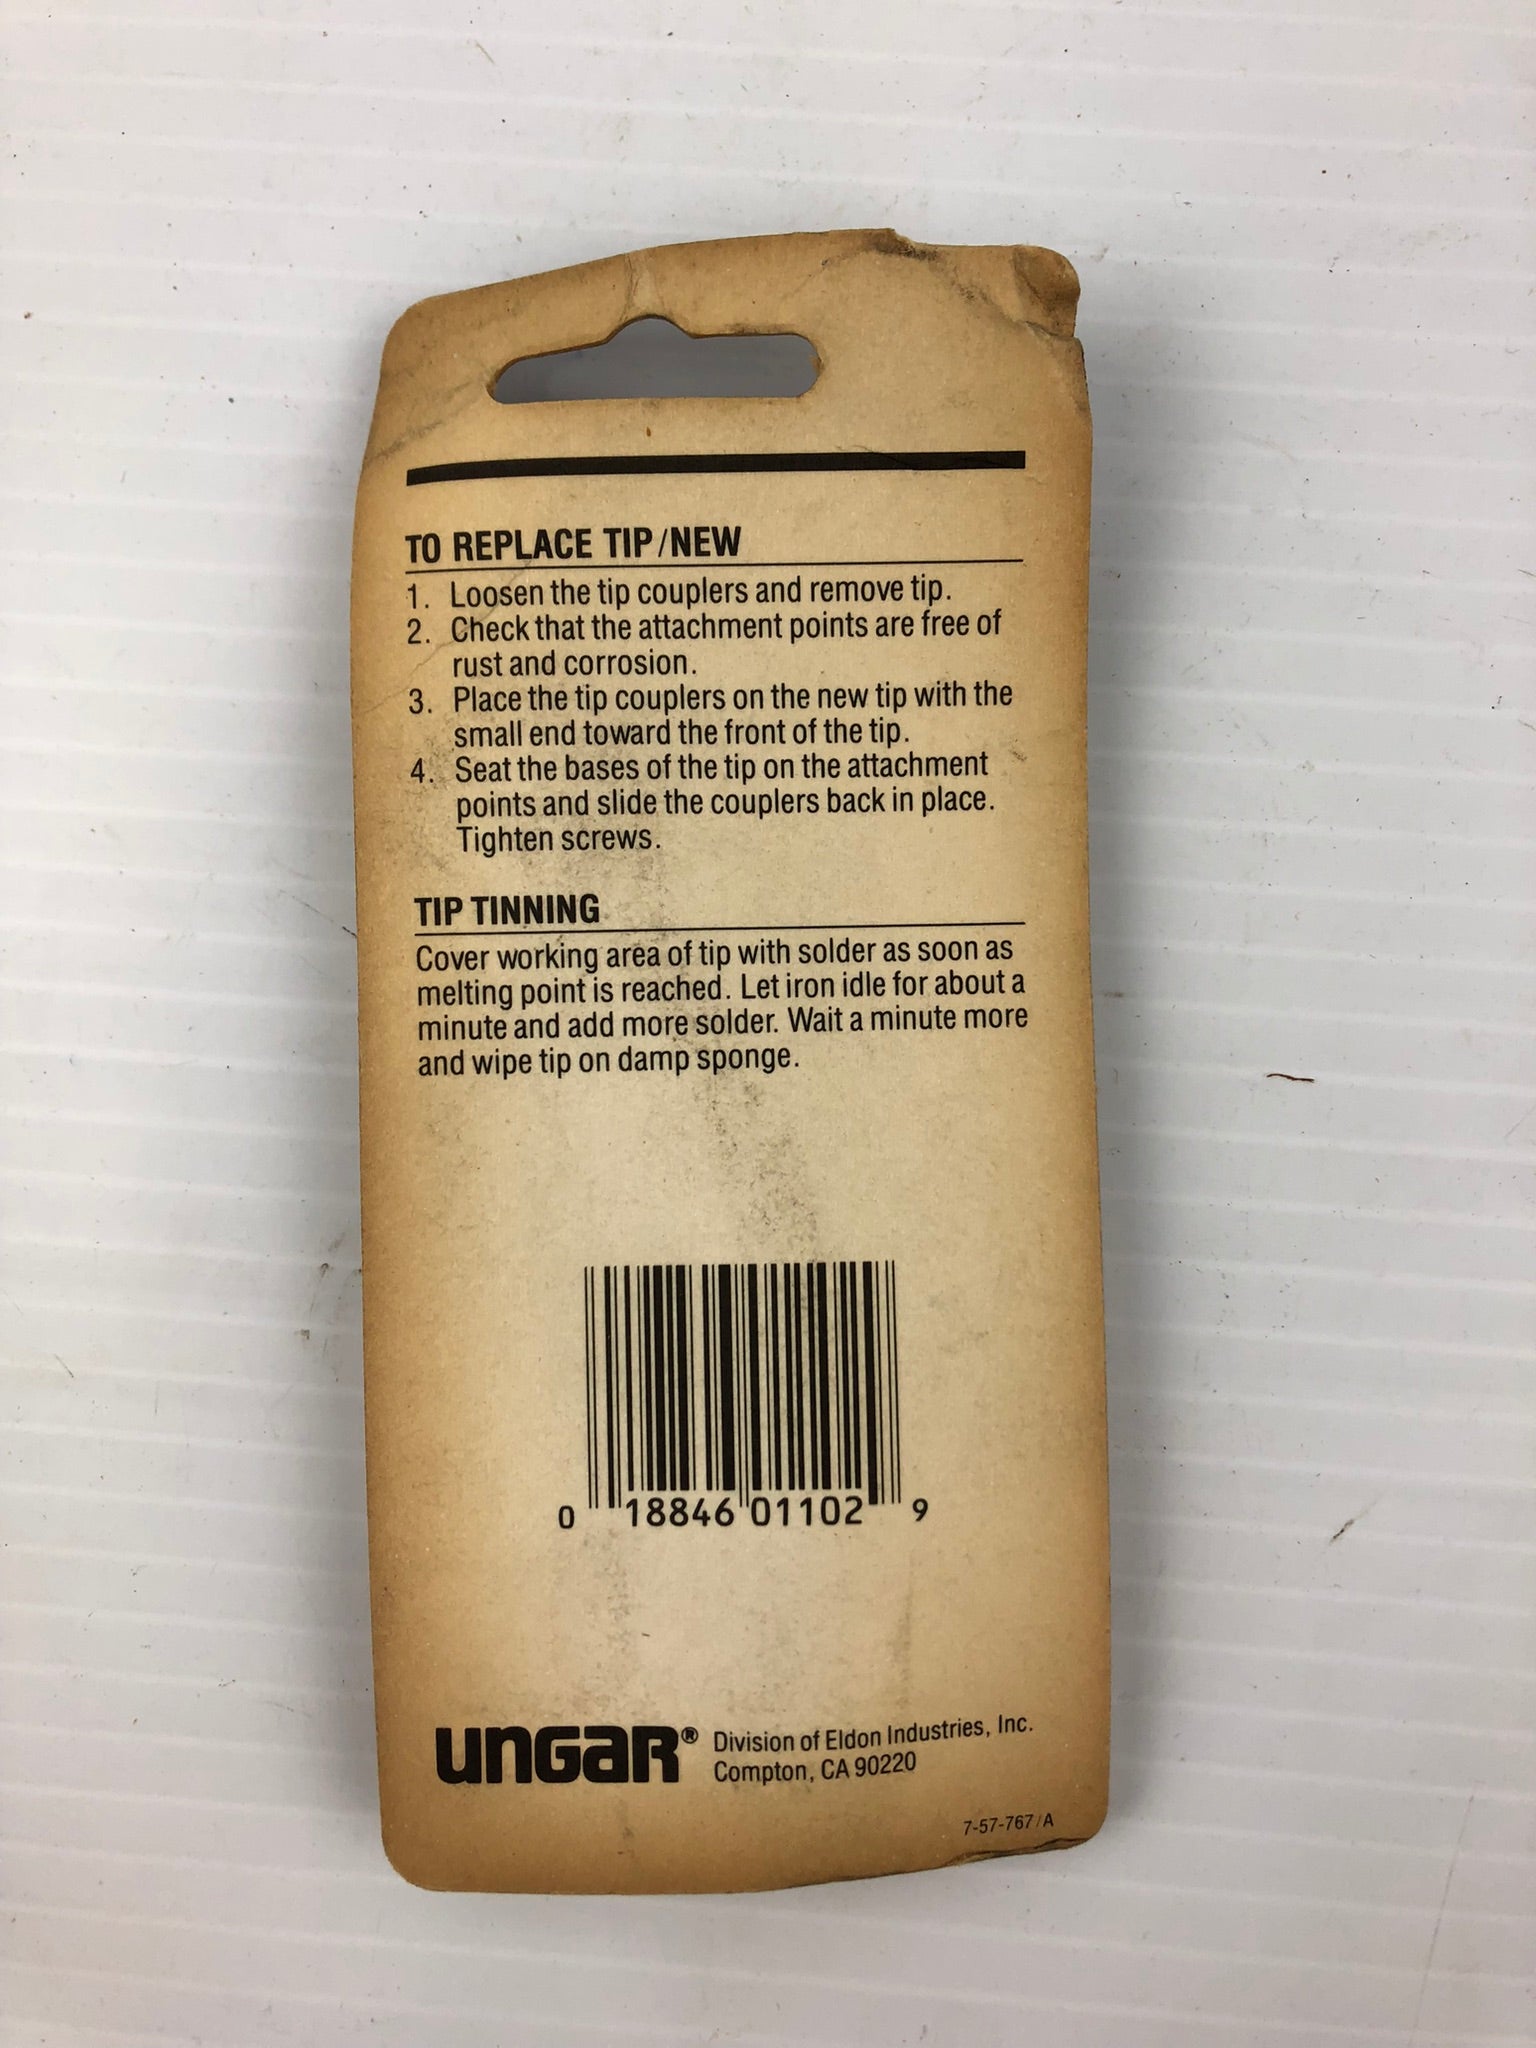 TO REPLACE TIP/NEW
1. Loosen the tip couplers and remove tip.
2. Check that the attachment points are free of
rust and corrosion.
3. Place the tip couplers on the new tip with the
small end toward the front of the tip.
4. Seat the bases of the tip on the attachment
points and slide the couplers back in place.
Tighten screws.
TIP TINNING
Cover working area of tip with solder as soon as
melting point is reached. Let iron idle for about a
minute and add more solder. Wait a minute more
and wipe tip on damp sponge.
0 18846 01102 9
UNGAR® Division of Eldon Industries, Inc.
Compton, CA 90220
7-57-767/A